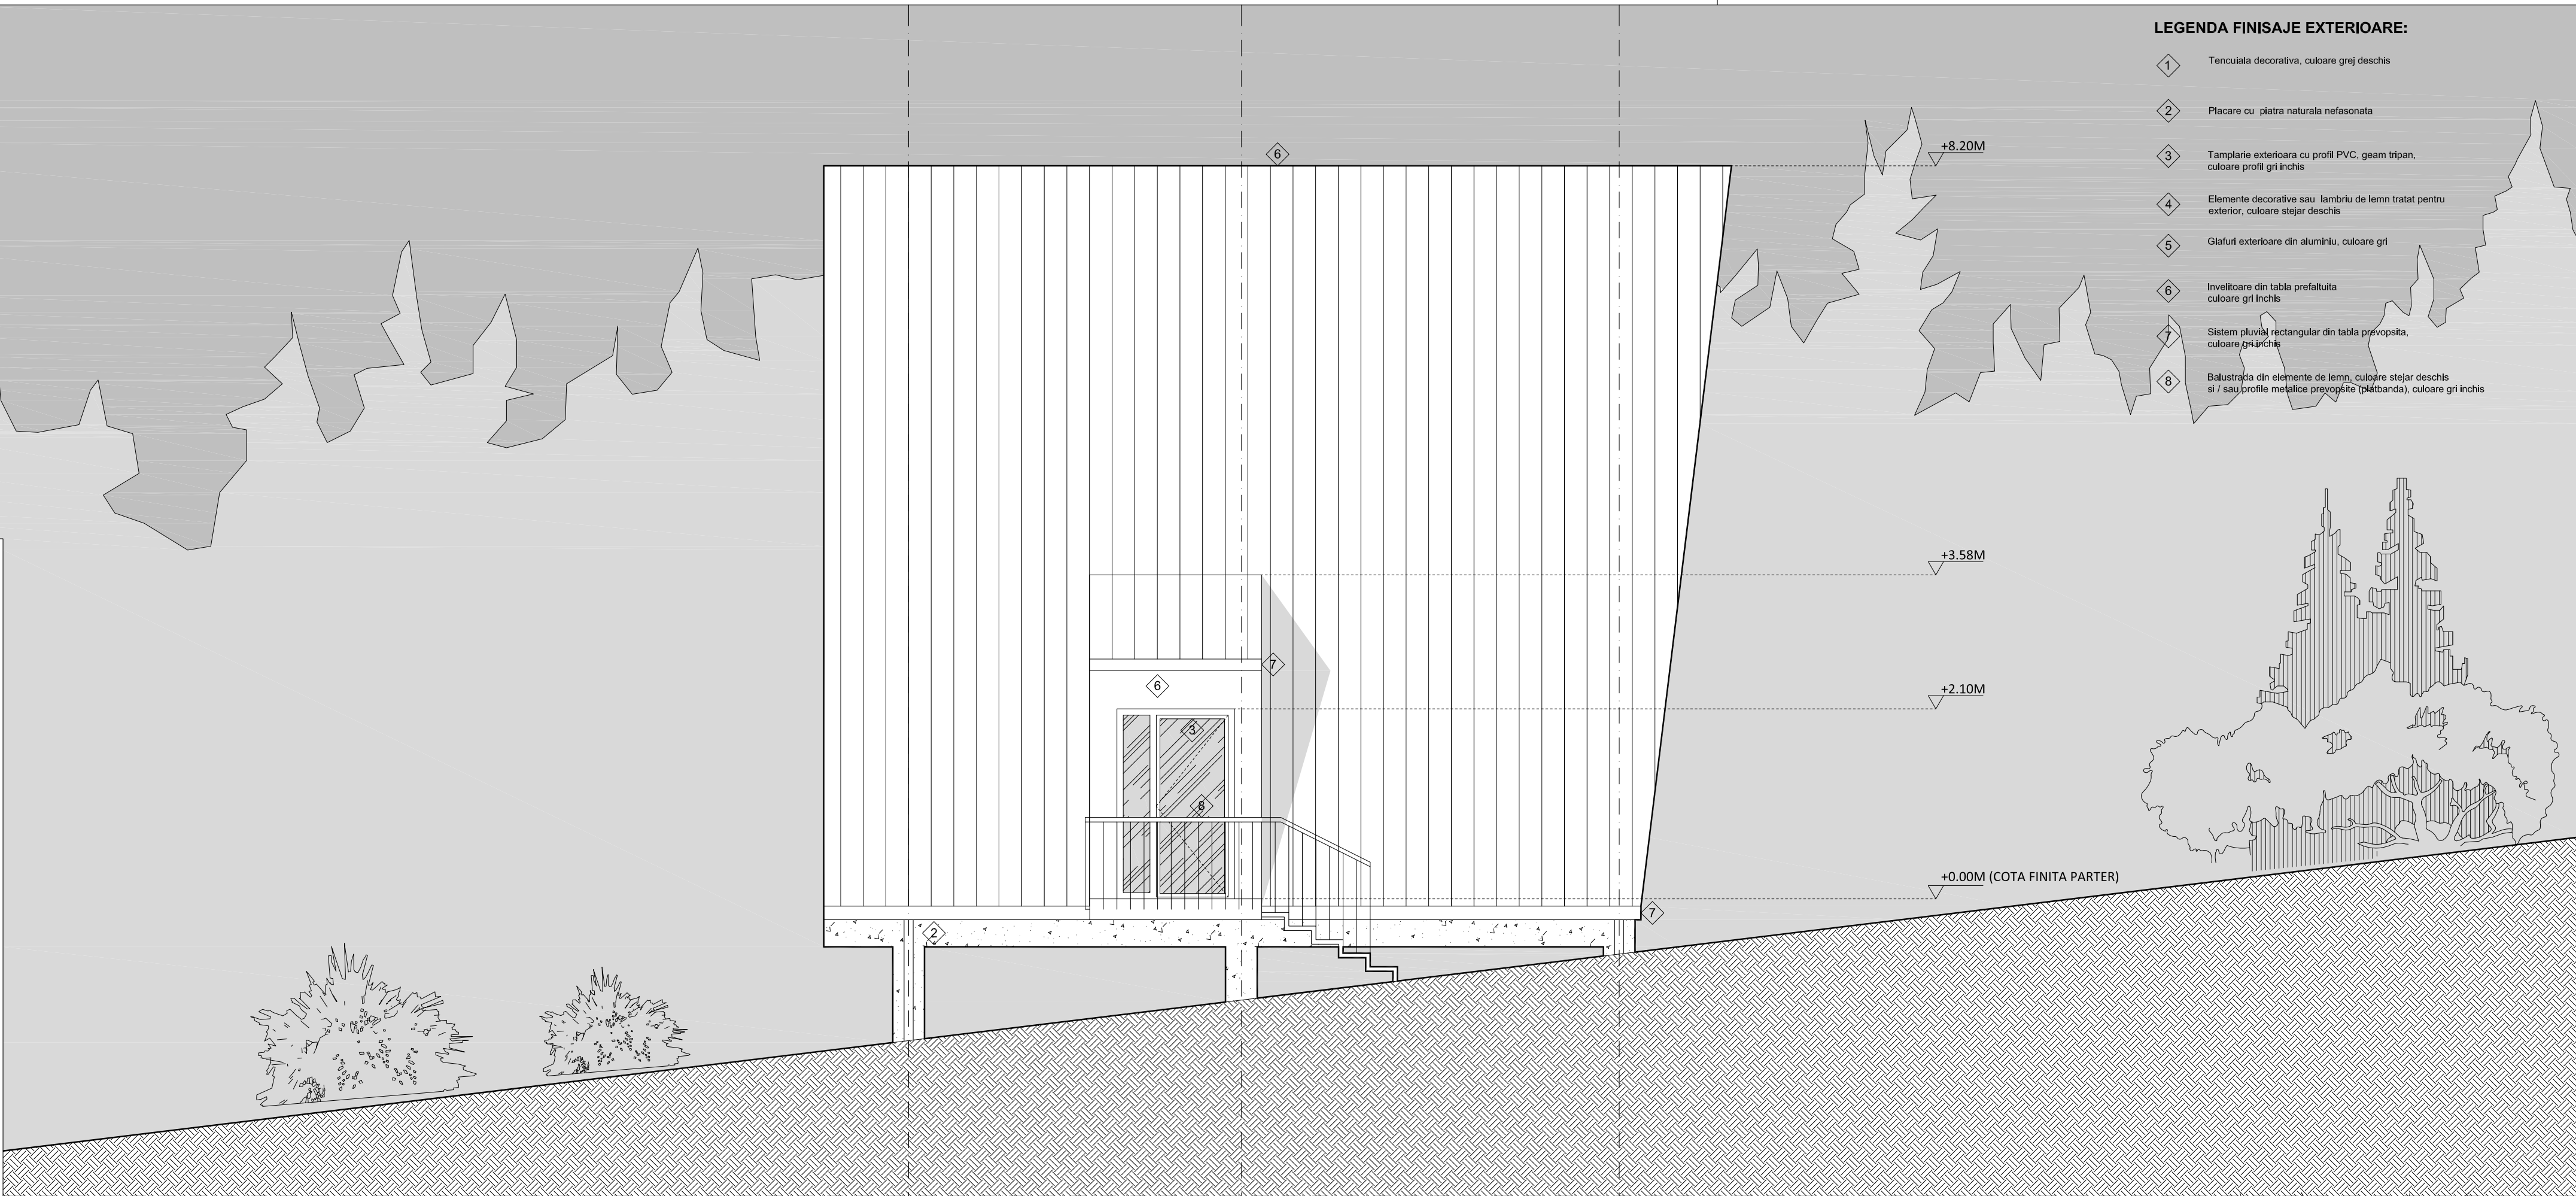 LEGENDA FINISAJE EXTERIOARE:
1 Tencuiala decorativa, culoare grej deschis
2 Placare cu piatra naturala nefasonata
3 Tamplarie exterioara cu profil PVC, geam tripan,
culoare profil gri inchis
4 Elemente decorative sau lambriu de lemn tratat pentru
exterior, culoare stejar deschis
5 Glafuri exterioare din aluminiu, culoare gri
6 Invelitoare din tabla prefaltuita
culoare gri inchis
7 Sistem pluvial rectangular din tabla prevopsita,
culoare gri inchis
8 Balustrada din elemente de lemn, culoare stejar deschis
si / sau profile metalice prevopsite (platbanda), culoare gri inchis
6
+8.20M
+3.58M
7
6
+2.10M
3
8
+0.00M (COTA FINITA PARTER)
7
2